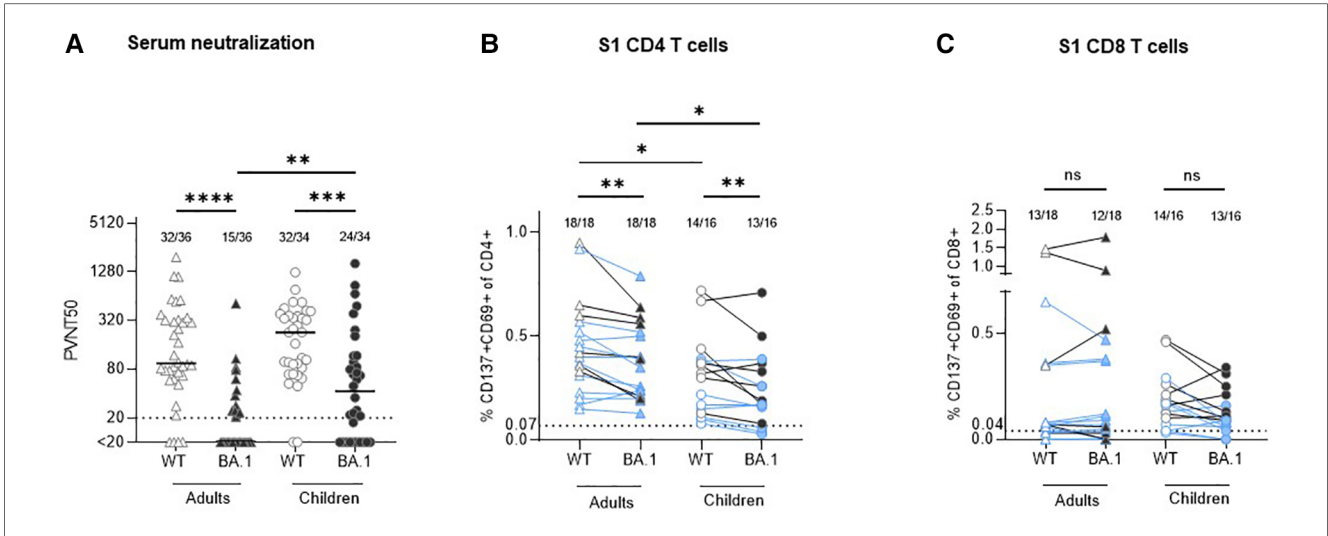 A Serum neutralization
**
**** ***
32/36 15/36 32/34 24/34
PVNT50
5120
1280
320
80
20
<20
WT BA.1 WT BA.1
Adults Children
B S1 CD4 T cells
*
*
** **
18/18 18/18 14/16 13/16
% CD137+CD69+ of CD4+
1.0
0.5
0.07
0.0
WT BA.1 WT BA.1
Adults Children
C S1 CD8 T cells
ns ns
13/18 12/18 14/16 13/16
% CD137+CD69+ of CD8+
2.5
2.0
1.5
1.0
0.5
0.04
0.0
WT BA.1 WT BA.1
Adults Children